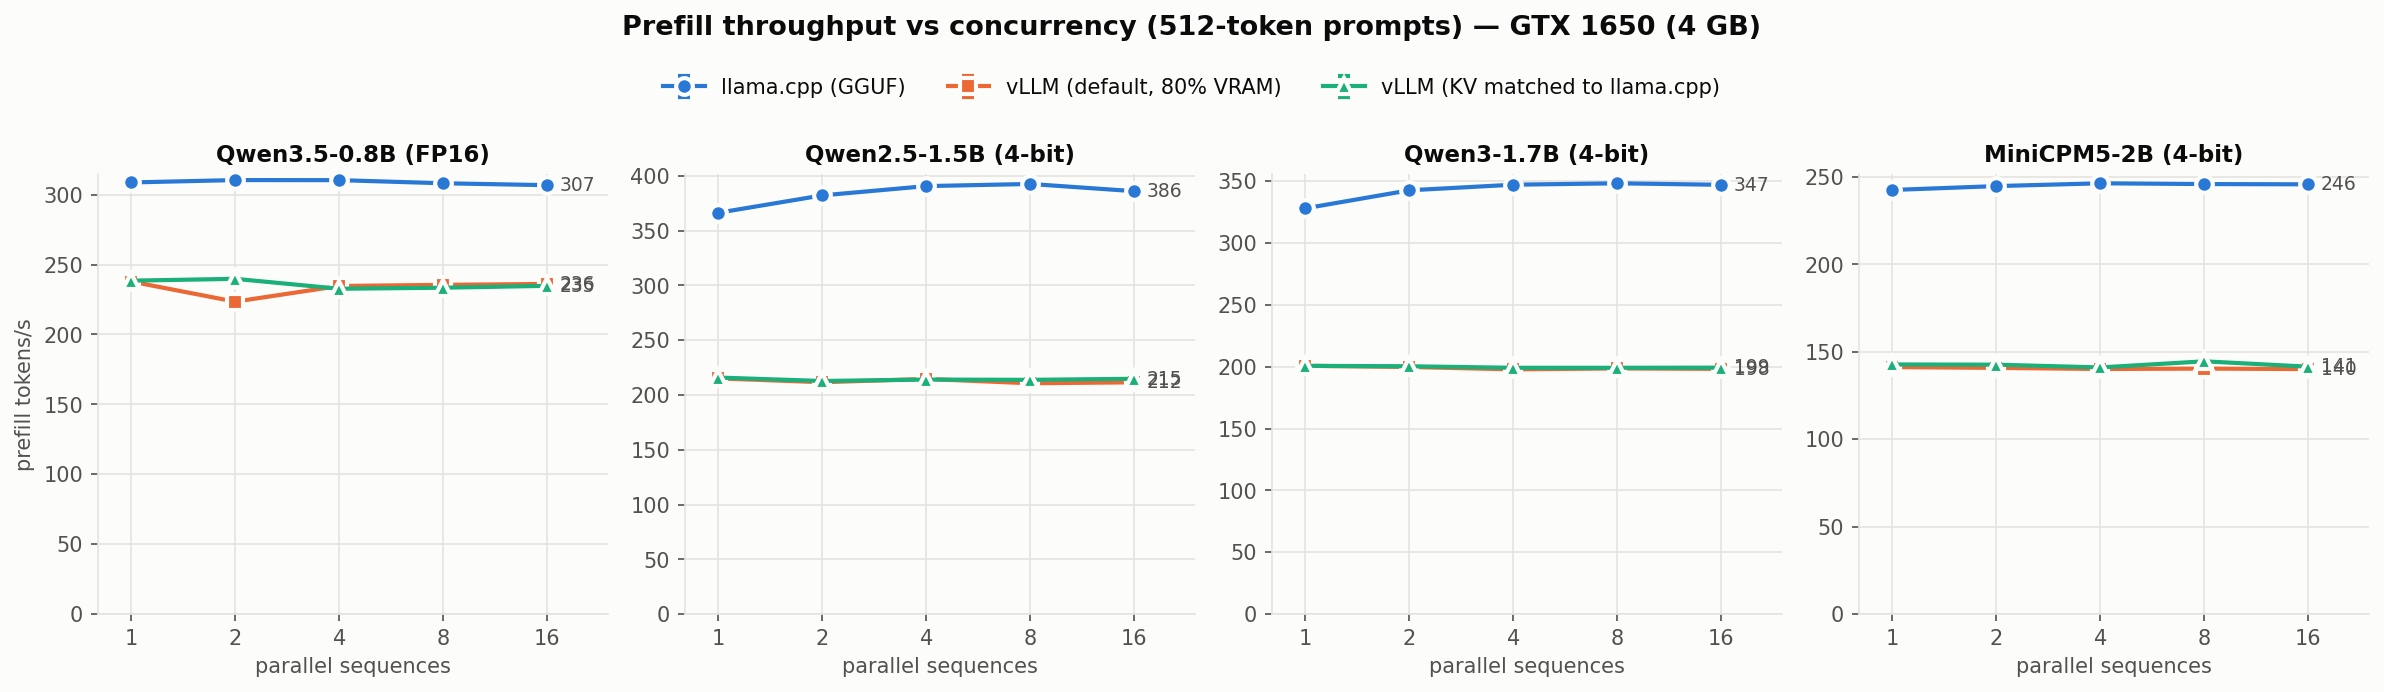 Prefill throughput vs concurrency (512-token prompts) — GTX 1650 (4 GB)
llama.cpp (GGUF) vLLM (default, 80% VRAM) vLLM (KV matched to llama.cpp)
Qwen3.5-0.8B (FP16)
prefill tokens/s
300
250
200
150
100
50
0
307
236
235
1 2 4 8 16
parallel sequences
Qwen2.5-1.5B (4-bit)
400
350
300
250
200
150
100
50
0
386
215
212
1 2 4 8 16
parallel sequences
Qwen3-1.7B (4-bit)
350
300
250
200
150
100
50
0
347
199
198
1 2 4 8 16
parallel sequences
MiniCPM5-2B (4-bit)
250
200
150
100
50
0
246
141
140
1 2 4 8 16
parallel sequences